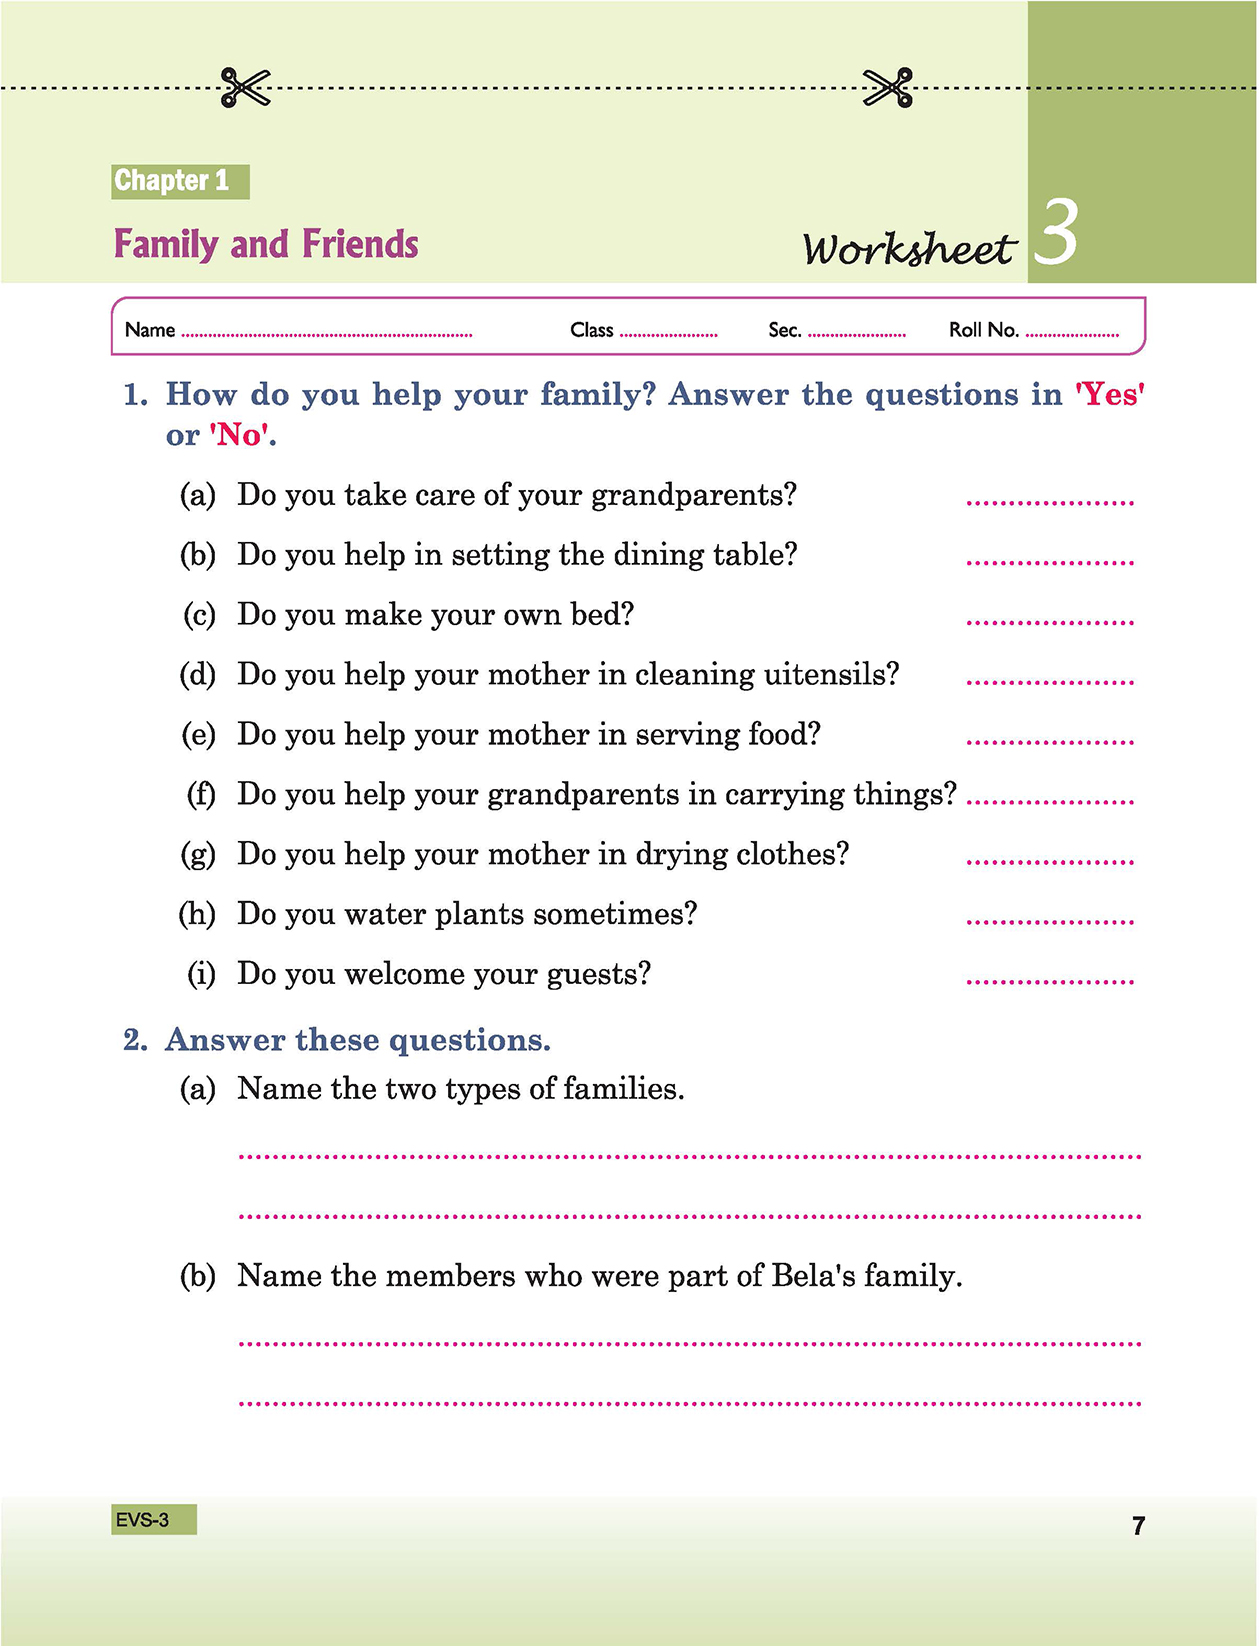 Chapter 1
Family and Friends
Worksheet 3
Name ........................ Class ............ Sec. ............ Roll No. ............
1. How do you help your family? Answer the questions in 'Yes'
or 'No'.
(a) Do you take care of your grandparents? ....................
(b) Do you help in setting the dining table? ....................
(c) Do you make your own bed? ....................
(d) Do you help your mother in cleaning uitensils? ....................
(e) Do you help your mother in serving food? ....................
(f) Do you help your grandparents in carrying things? ....................
(g) Do you help your mother in drying clothes? ....................
(h) Do you water plants sometimes? ....................
(i) Do you welcome your guests? ....................
2. Answer these questions.
(a) Name the two types of families.
(b) Name the members who were part of Bela's family.
EVS-3
7